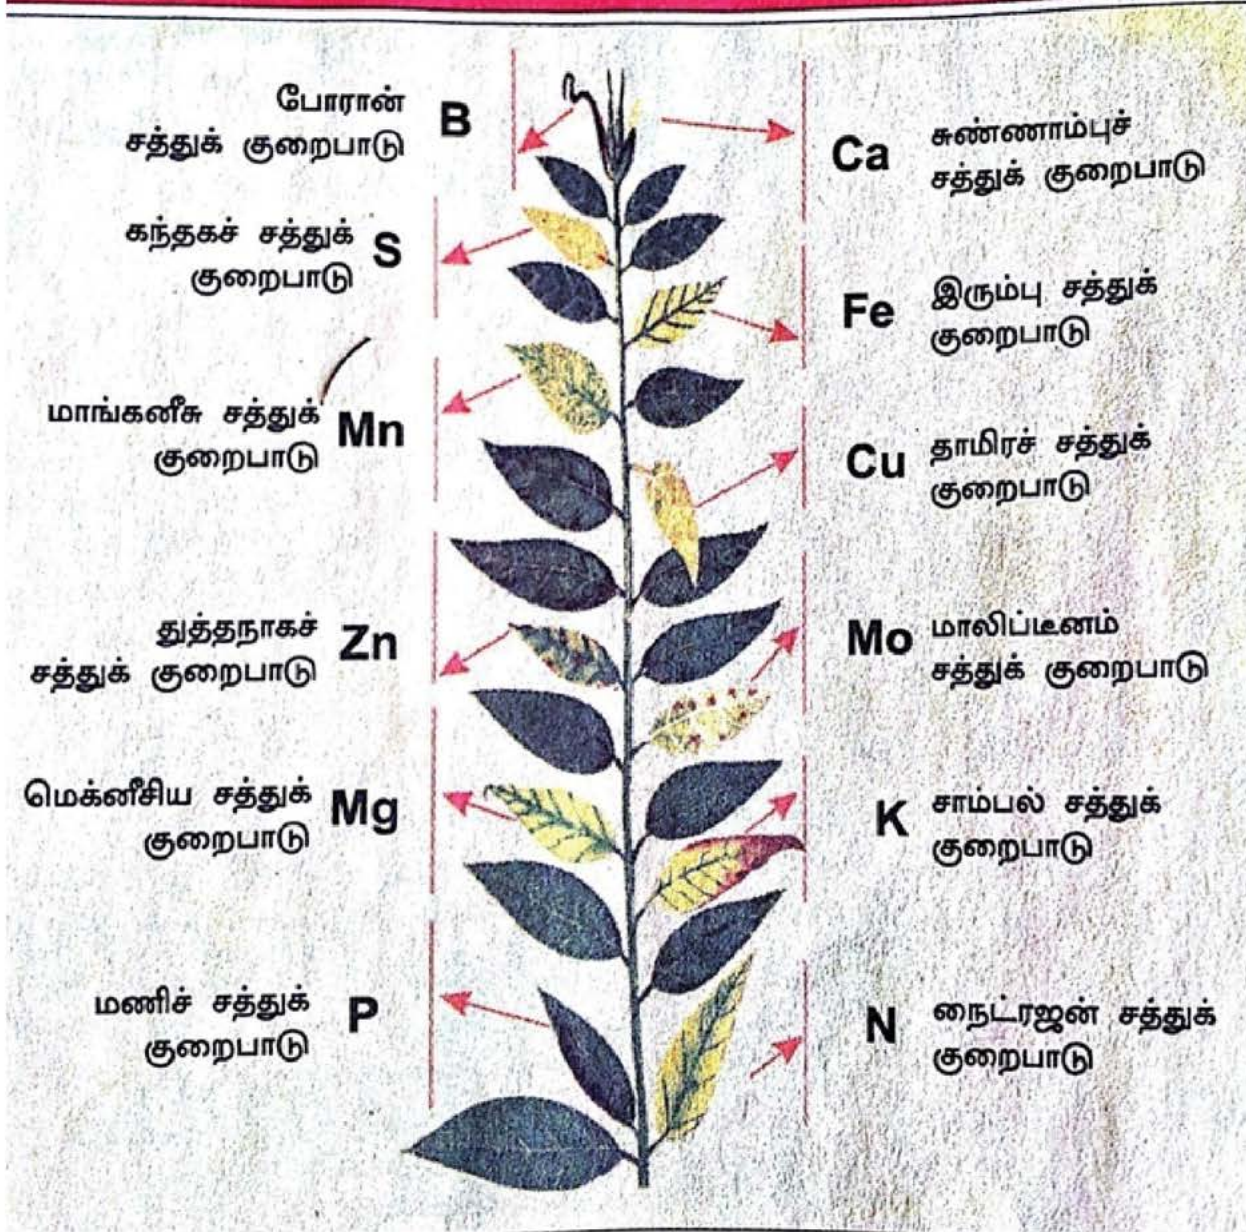 போரான்
சத்துக் குறைபாடு
B
Ca
சுண்ணாம்புச்
சத்துக் குறைபாடு
கந்தகச் சத்துக்
குறைபாடு
S
Fe
இரும்பு சத்துக்
குறைபாடு
மாங்கனீசு சத்துக்
குறைபாடு
Mn
Cu
தாமிரச் சத்துக்
குறைபாடு
துத்தநாகச்
சத்துக் குறைபாடு
Zn
Mo
மாலிப்டீனம்
சத்துக் குறைபாடு
மெக்னீசிய சத்துக்
குறைபாடு
Mg
K
சாம்பல் சத்துக்
குறைபாடு
மணிச் சத்துக்
குறைபாடு
P
N
நைட்ரஜன் சத்துக்
குறைபாடு